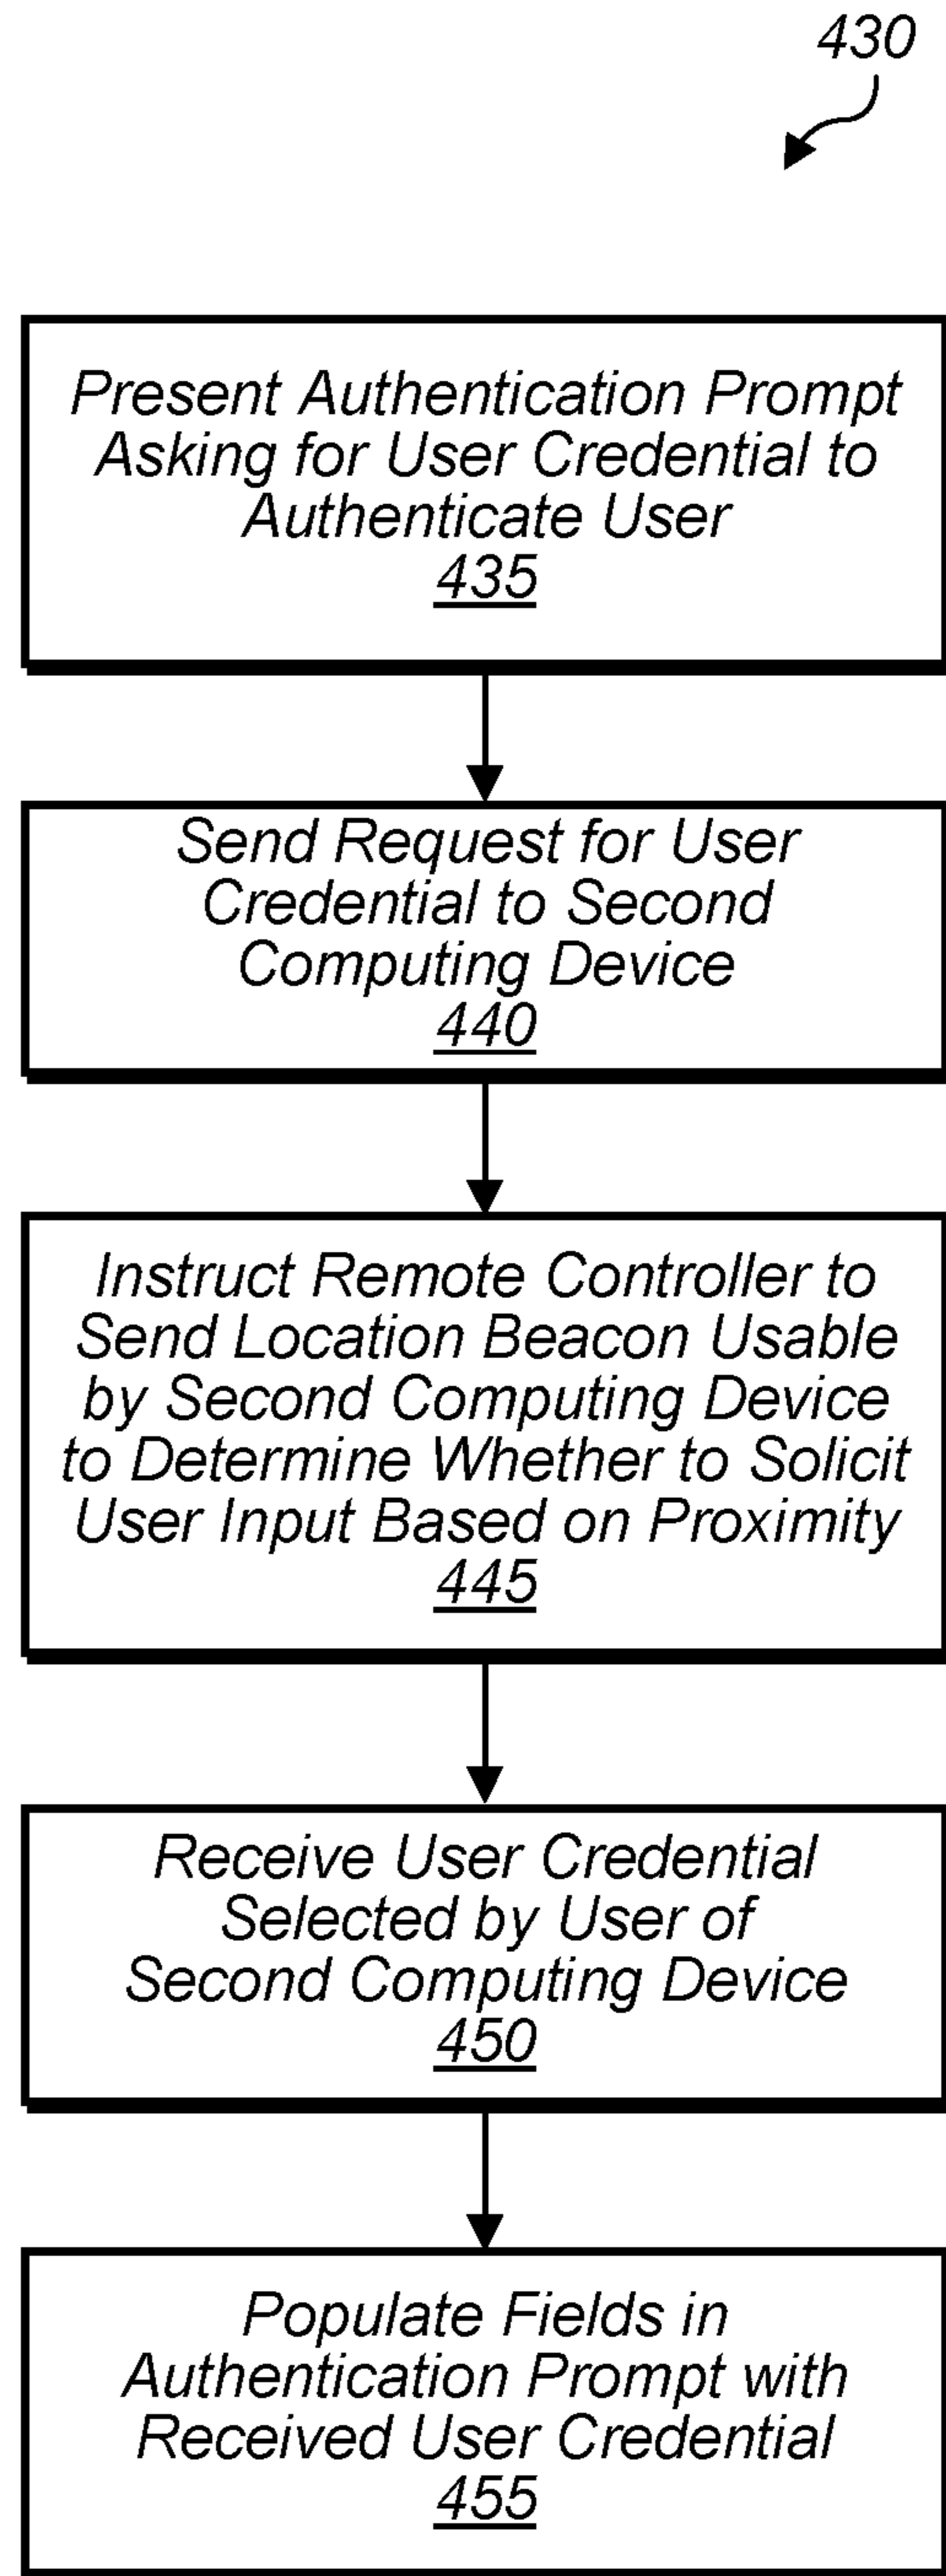 430
Present Authentication Prompt
Asking for User Credential to
Authenticate User
435
Send Request for User
Credential to Second
Computing Device
440
Instruct Remote Controller to
Send Location Beacon Usable
by Second Computing Device
to Determine Whether to Solicit
User Input Based on Proximity
445
Receive User Credential
Selected by User of
Second Computing Device
450
Populate Fields in
Authentication Prompt with
Received User Credential
455